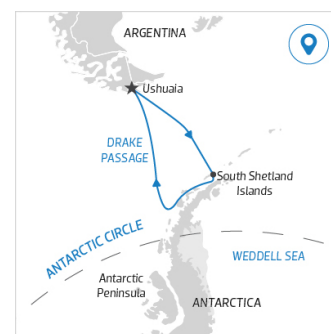 ARGENTINA
Ushuaia
DRAKE
PASSAGE
South Shetland
Islands
ANTARCTIC CIRCLE
WEDDELL SEA
Antarctic
Peninsula
ANTARCTICA